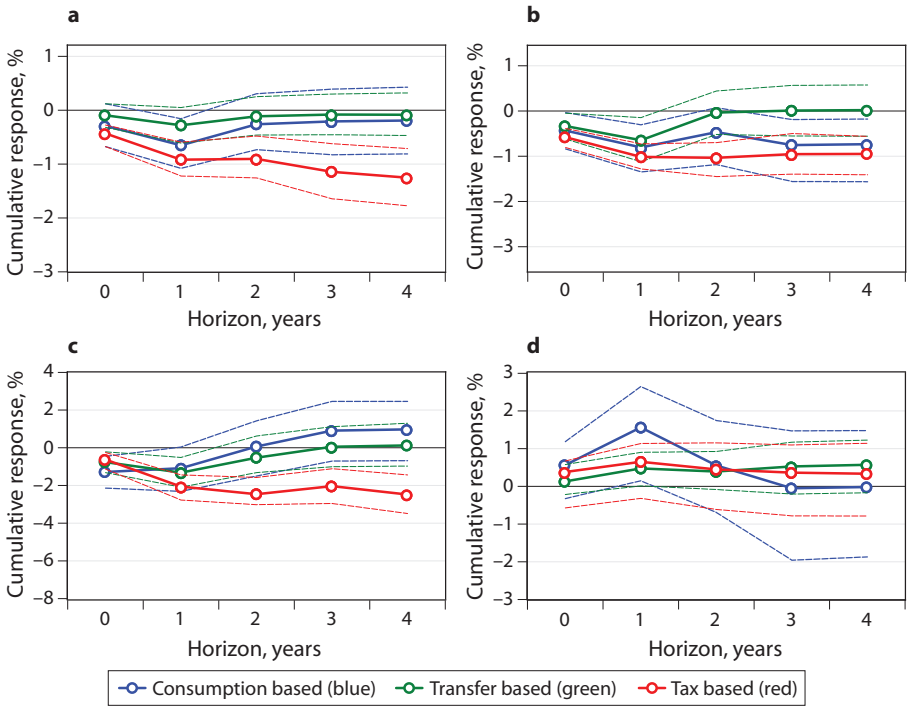 a
Cumulative response, %
1
0
−1
−2
−3
0 1 2 3 4
Horizon, years
b
Cumulative response, %
1
0
−1
−2
−3
0 1 2 3 4
Horizon, years
c
Cumulative response, %
4
2
0
−2
−4
−6
−8
0 1 2 3 4
Horizon, years
d
Cumulative response, %
3
2
1
0
−1
−2
−3
0 1 2 3 4
Horizon, years
Consumption based (blue) Transfer based (green) Tax based (red)